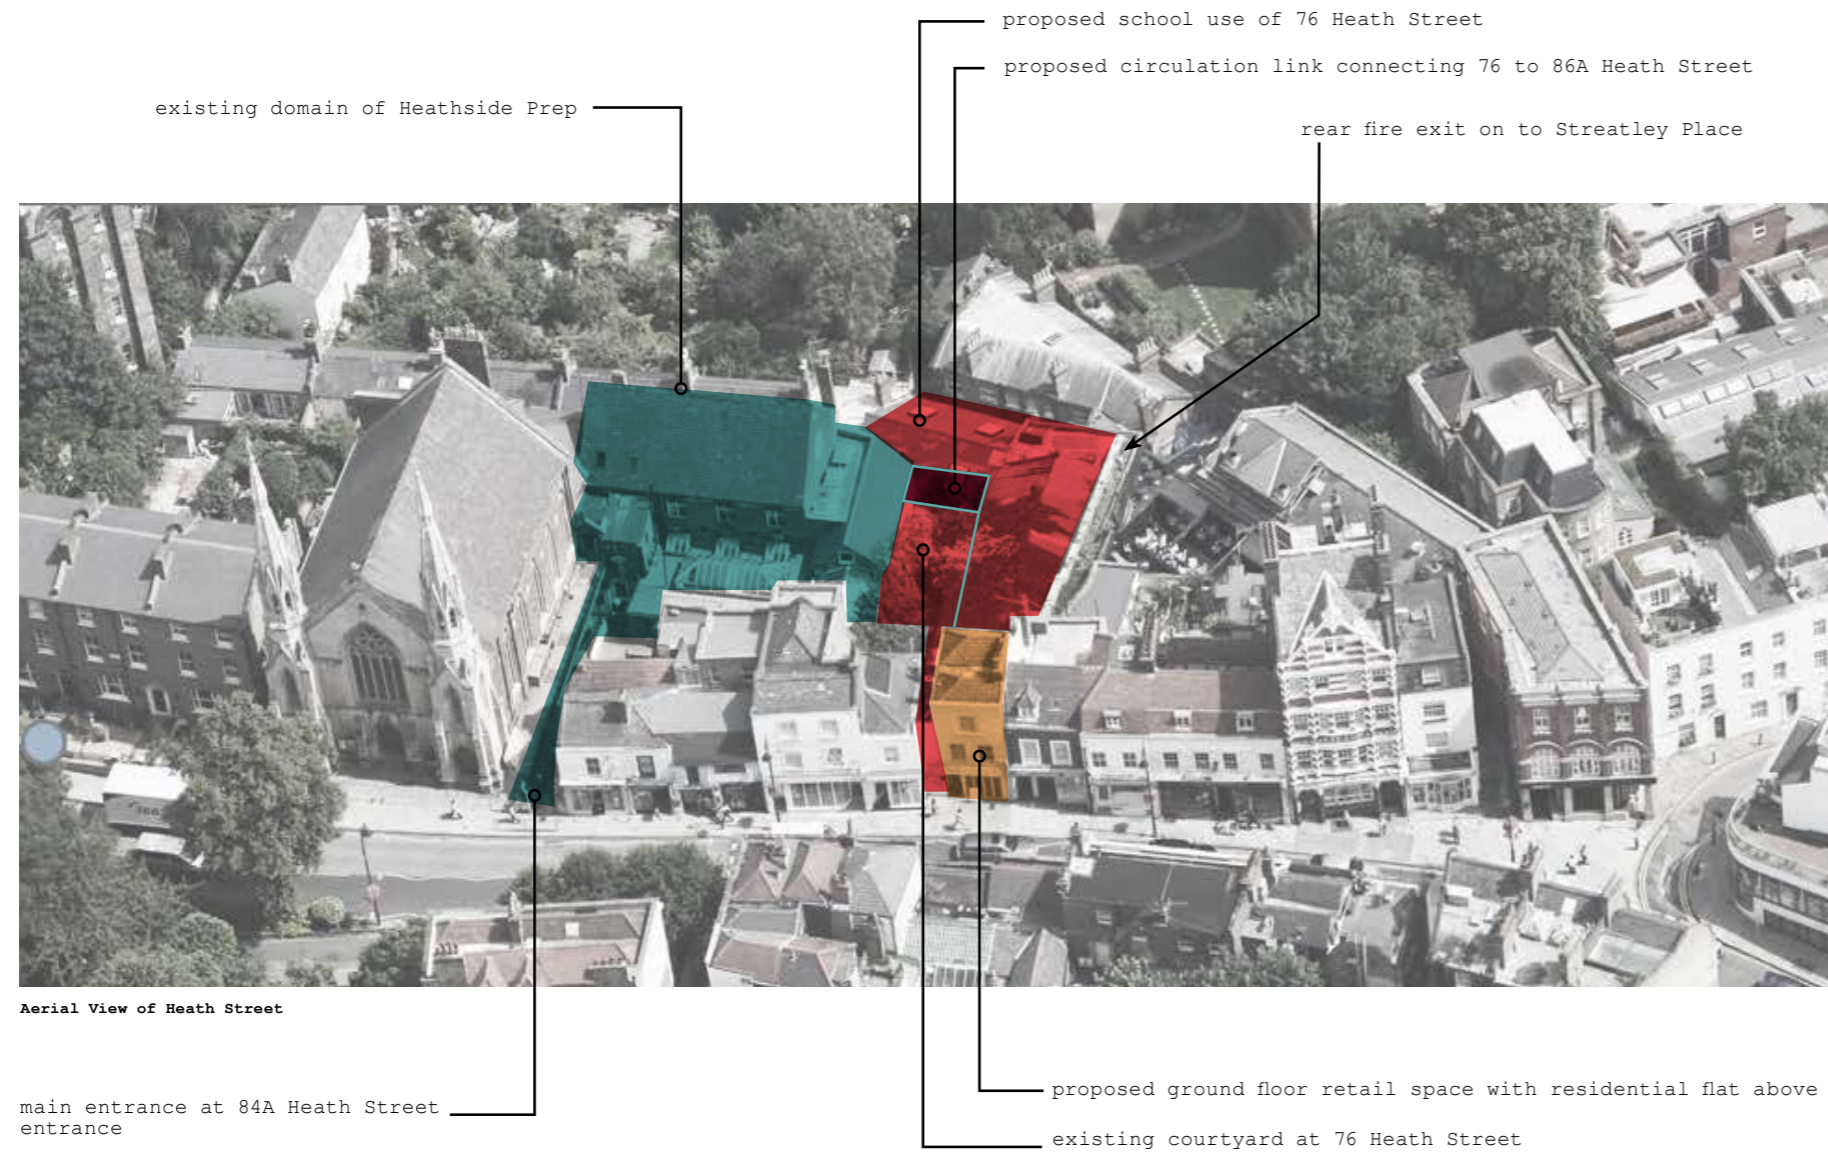 proposed school use of 76 Heath Street
proposed circulation link connecting 76 to 86A Heath Street
existing domain of Heathside Prep
rear fire exit on to Streatley Place
Aerial View of Heath Street
main entrance at 84A Heath Street
entrance
proposed ground floor retail space with residential flat above
existing courtyard at 76 Heath Street